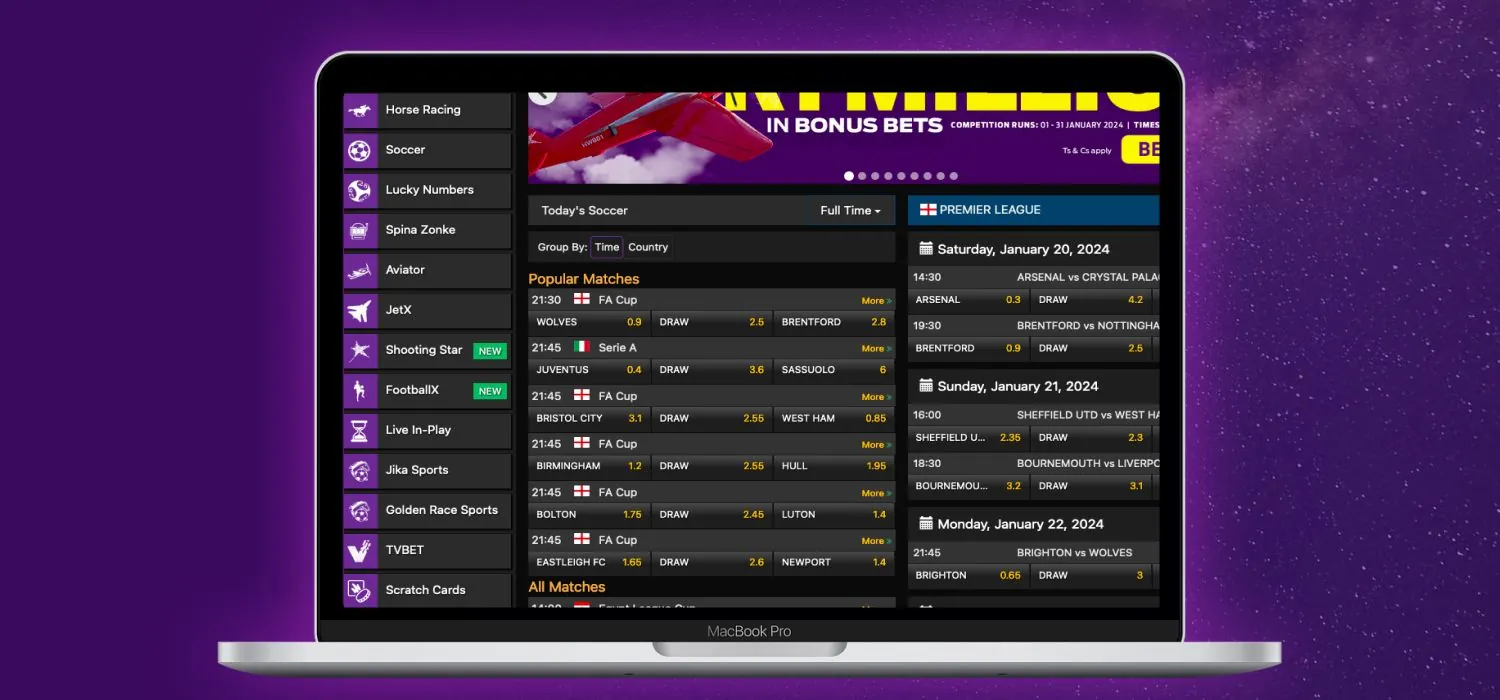 Horse Racing
Soccer
Lucky Numbers
Spina Zonke
Aviator
JetX
Shooting Star NEW
FootballX NEW
Live In-Play
Jika Sports
Golden Race Sports
TVBET
Scratch Cards
HW601
IN BONUS BETS COMPETITION RUNS: 01 - 31 JANUARY 2024 | TIMES
Ts & Cs apply
BE
Today's Soccer Full Time
Group By: Time Country
Popular Matches
21:30 FA Cup More »
WOLVES 0.9 DRAW 2.5 BRENTFORD 2.8
21:45 Serie A More »
JUVENTUS 0.4 DRAW 3.6 SASSUOLO 6
21:45 FA Cup More »
BRISTOL CITY 3.1 DRAW 2.55 WEST HAM 0.85
21:45 FA Cup More »
BIRMINGHAM 1.2 DRAW 2.55 HULL 1.95
21:45 FA Cup More »
BOLTON 1.75 DRAW 2.45 LUTON 1.4
21:45 FA Cup More »
EASTLEIGH FC 1.65 DRAW 2.6 NEWPORT 1.4
All Matches
PREMIER LEAGUE
Saturday, January 20, 2024
14:30 ARSENAL vs CRYSTAL PALA
ARSENAL 0.3 DRAW 4.2
19:30 BRENTFORD vs NOTTINGHA
BRENTFORD 0.9 DRAW 2.5
Sunday, January 21, 2024
16:00 SHEFFIELD UTD vs WEST HA
SHEFFIELD U... 2.35 DRAW 2.3
18:30 BOURNEMOUTH vs LIVERPO
BOURNEMOU... 3.2 DRAW 3.1
Monday, January 22, 2024
21:45 BRIGHTON vs WOLVES
BRIGHTON 0.65 DRAW 3
MacBook Pro